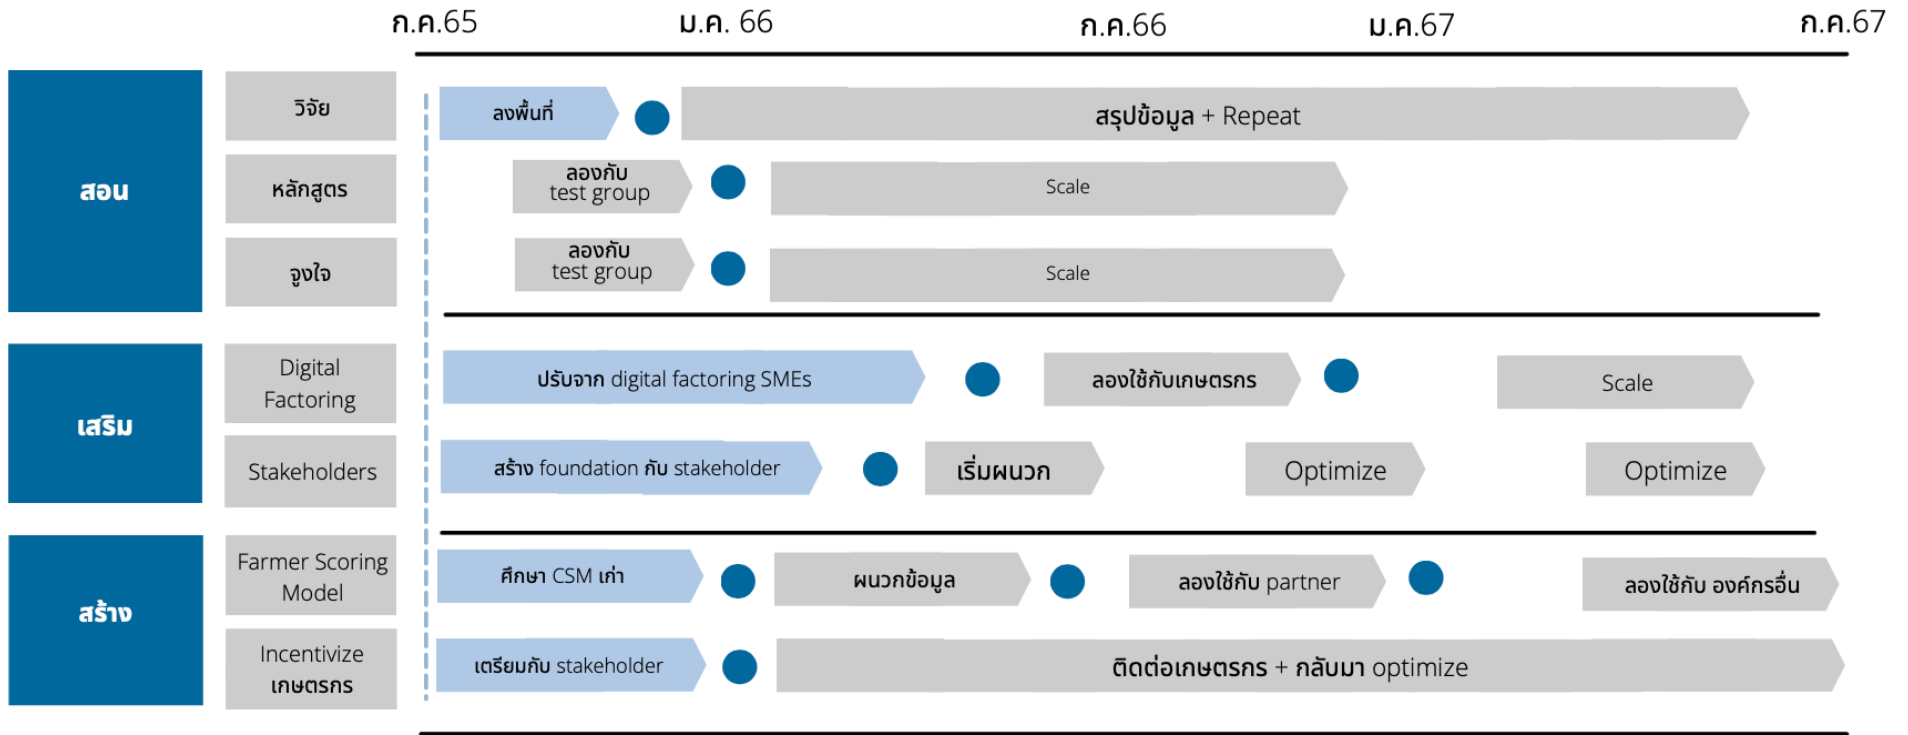 ก.ค.65 ม.ค. 66 ก.ค.66 ม.ค.67 ก.ค.67
สอน
วิจัย
ลงพื้นที่
สรุปข้อมูล + Repeat
หลักสูตร
ลองกับ
test group
Scale
จูงใจ
ลองกับ
test group
Scale
เสริม
Digital
Factoring
ปรับจาก digital factoring SMEs
ลองใช้กับเกษตรกร
Scale
Stakeholders
สร้าง foundation กับ stakeholder
เริ่มผนวก
Optimize
Optimize
สร้าง
Farmer Scoring
Model
ศึกษา CSM เก่า
ผนวกข้อมูล
ลองใช้กับ partner
ลองใช้กับ องค์กรอื่น
Incentivize
เกษตรกร
เตรียมกับ stakeholder
ติดต่อเกษตรกร + กลับมา optimize